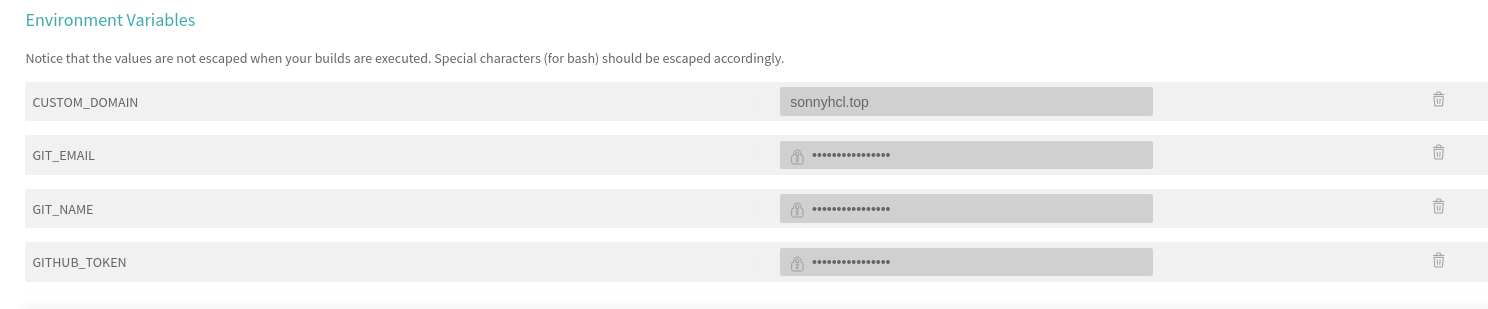 Environment Variables
Notice that the values are not escaped when your builds are executed. Special characters (for bash) should be escaped accordingly.
CUSTOM_DOMAIN sonnyhcl.top
GIT_EMAIL ••••••••••••••••
GIT_NAME ••••••••••••••••
GITHUB_TOKEN ••••••••••••••••